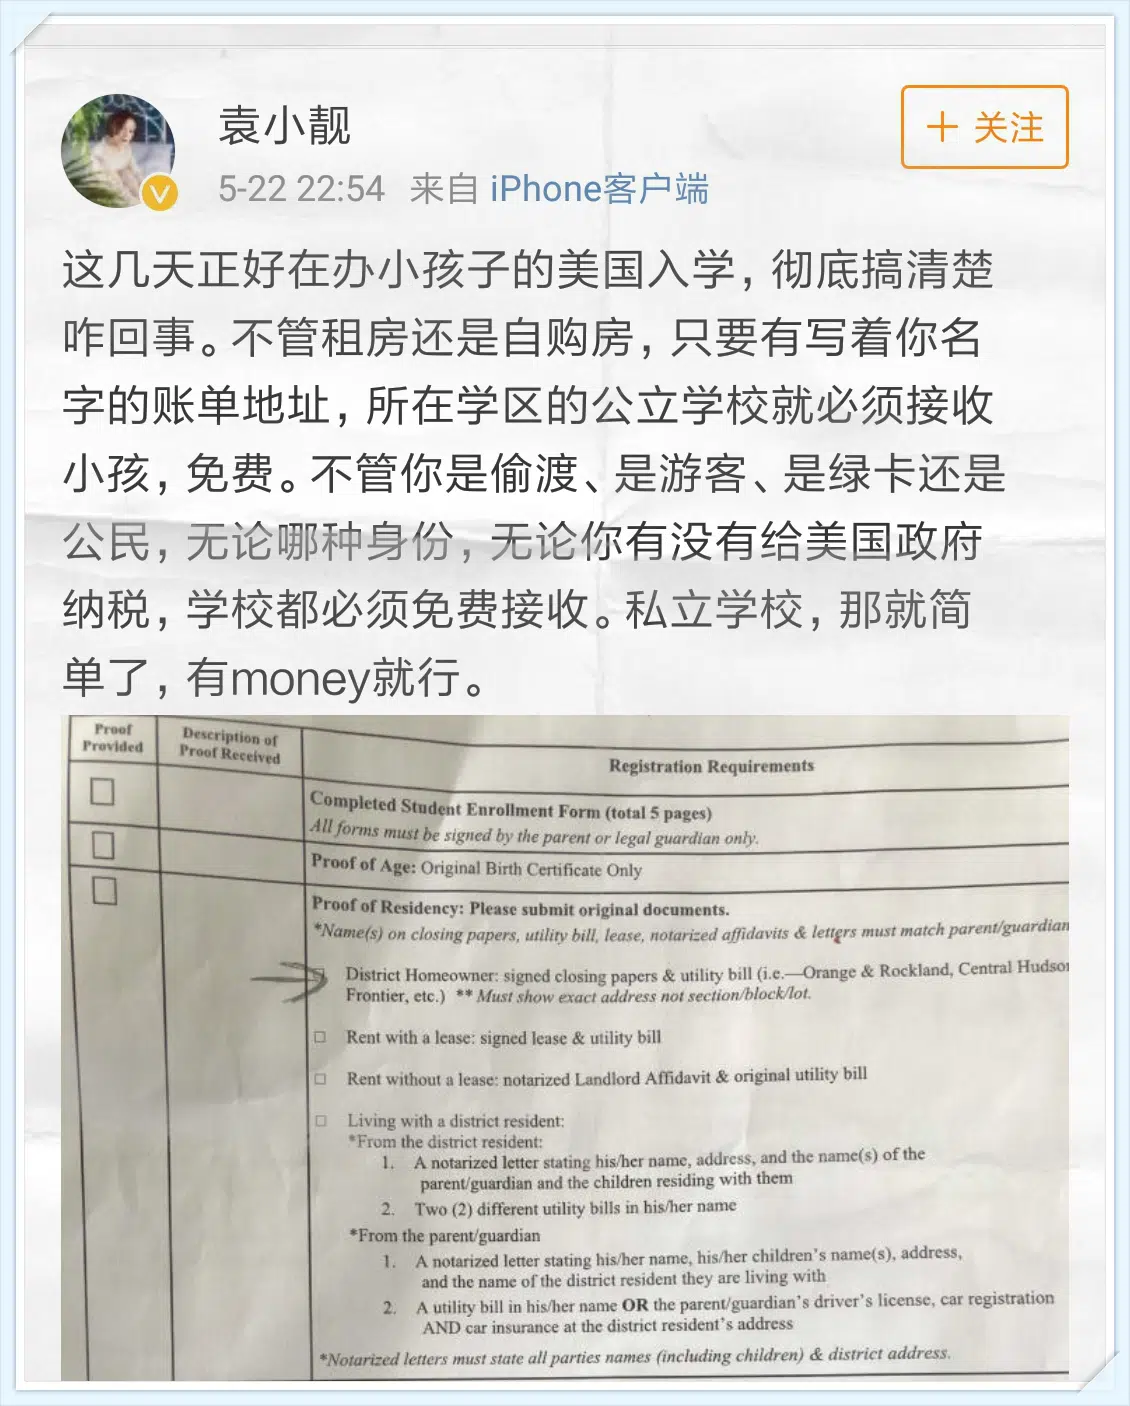 袁小靓
+ 关注
5-22 22:54 来自 iPhone客户端
这几天正好在办小孩子的美国入学，彻底搞清楚
咋回事。不管租房还是自购房，只要有写着你名
字的账单地址，所在学区的公立学校就必须接收
小孩，免费。不管你是偷渡、是游客、是绿卡还是
公民，无论哪种身份，无论你有没有给美国政府
纳税，学校都必须免费接收。私立学校，那就简
单了，有money就行。
Proof
Provided
Description of
Proof Received
Registration Requirements
Completed Student Enrollment Form (total 5 pages)
All forms must be signed by the parent or legal guardian only.
Proof of Age: Original Birth Certificate Only
Proof of Residency: Please submit original documents.
*Name(s) on closing papers, utility bill, lease, notarized affidavits & letters must match parent/guardian
District Homeowner: signed closing papers & utility bill (i.e.—Orange & Rockland, Central Hudson
Frontier, etc.) ** Must show exact address not section/block/lot.
Rent with a lease: signed lease & utility bill
Rent without a lease: notarized Landlord Affidavit & original utility bill
Living with a district resident:
*From the district resident:
1. A notarized letter stating his/her name, address, and the name(s) of the
parent/guardian and the children residing with them
2. Two (2) different utility bills in his/her name
*From the parent/guardian
1. A notarized letter stating his/her name, his/her children's name(s), address,
and the name of the district resident they are living with
2. A utility bill in his/her name OR the parent/guardian's driver's license, car registration
AND car insurance at the district resident's address
*Notarized letters must state all parties names (including children) & district address.